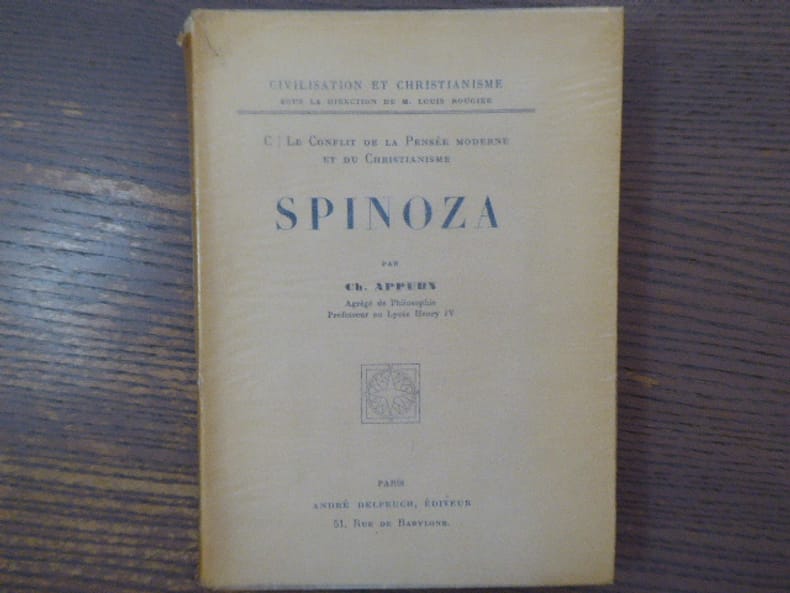 CIVILISATION ET CHRISTIANISME
SOUS LA DIRECTION DE M. LOUIS ROUGIER
C | LE CONFLIT DE LA PENSÉE MODERNE
ET DU CHRISTIANISME
SPINOZA
PAR
Ch. APPUHN
Agrégé de Philosophie
Professeur au Lycée Henry IV
PARIS
ANDRÉ DELPEUCH, ÉDITEUR
51, RUE DE BABYLONE